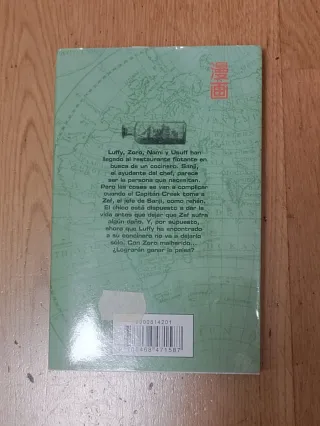 漫画
Luffy, Zoro, Nami y Usuff han
llegado al restaurante flotante en
busca de un cocinero. Sanji,
el ayudante del chef, parece
ser la persona que necesitan.
Pero las cosas se van a complicar
cuando el Capitán Creek toma a
Zef, al jefe de Sanji, como rehén.
El chico está dispuesto a dar la
vida antes que dejar que Zef sufra
algún daño. Y, por supuesto,
ahora que Luffy ha encontrado
a su cocinero no va a dejarlo
sólo. Con Zoro malherido...
¿Lograrán ganar la pelea?